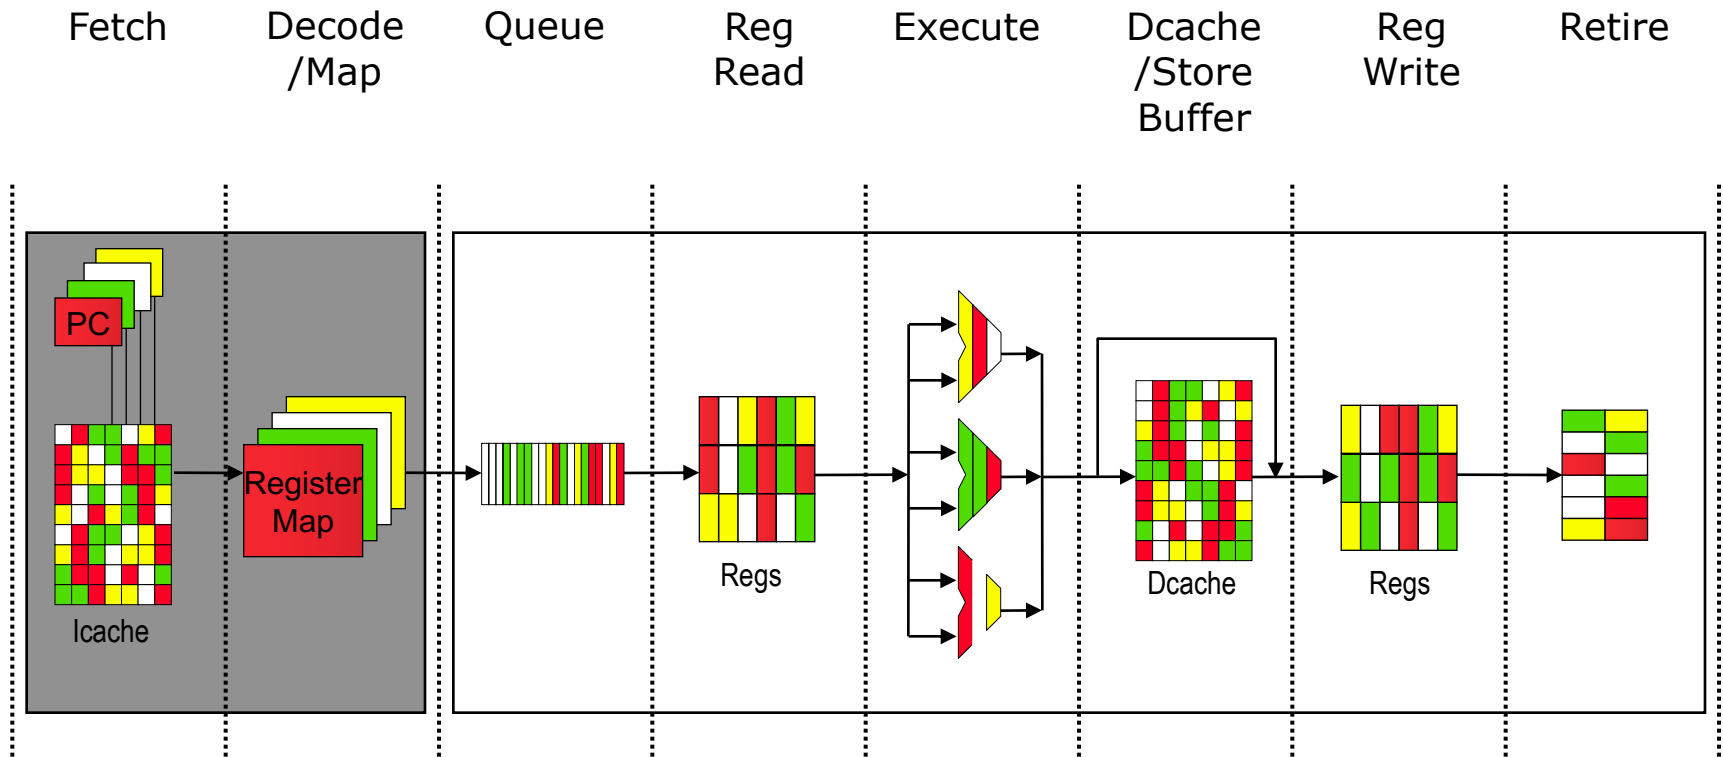 Fetch
Decode
/Map
Queue
Reg
Read
Execute
Dcache
/Store
Buffer
Reg
Write
Retire
PC
Register
Map
Icache
Regs
Dcache
Regs